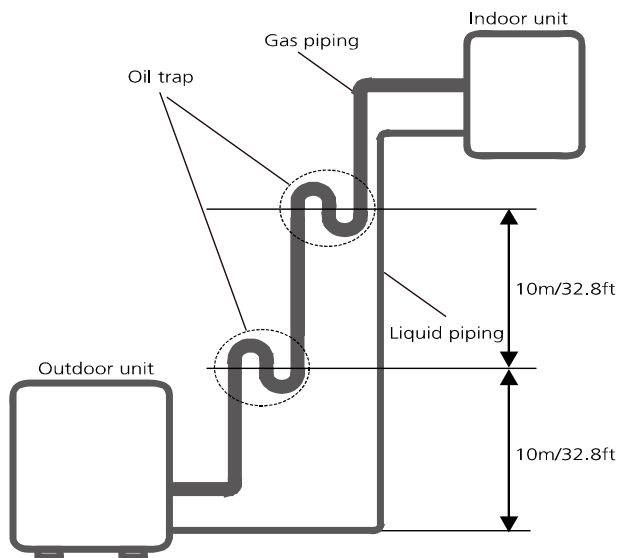 Indoor unit
Gas piping
Oil trap
10m/32.8ft
Liquid piping
Outdoor unit
10m/32.8ft